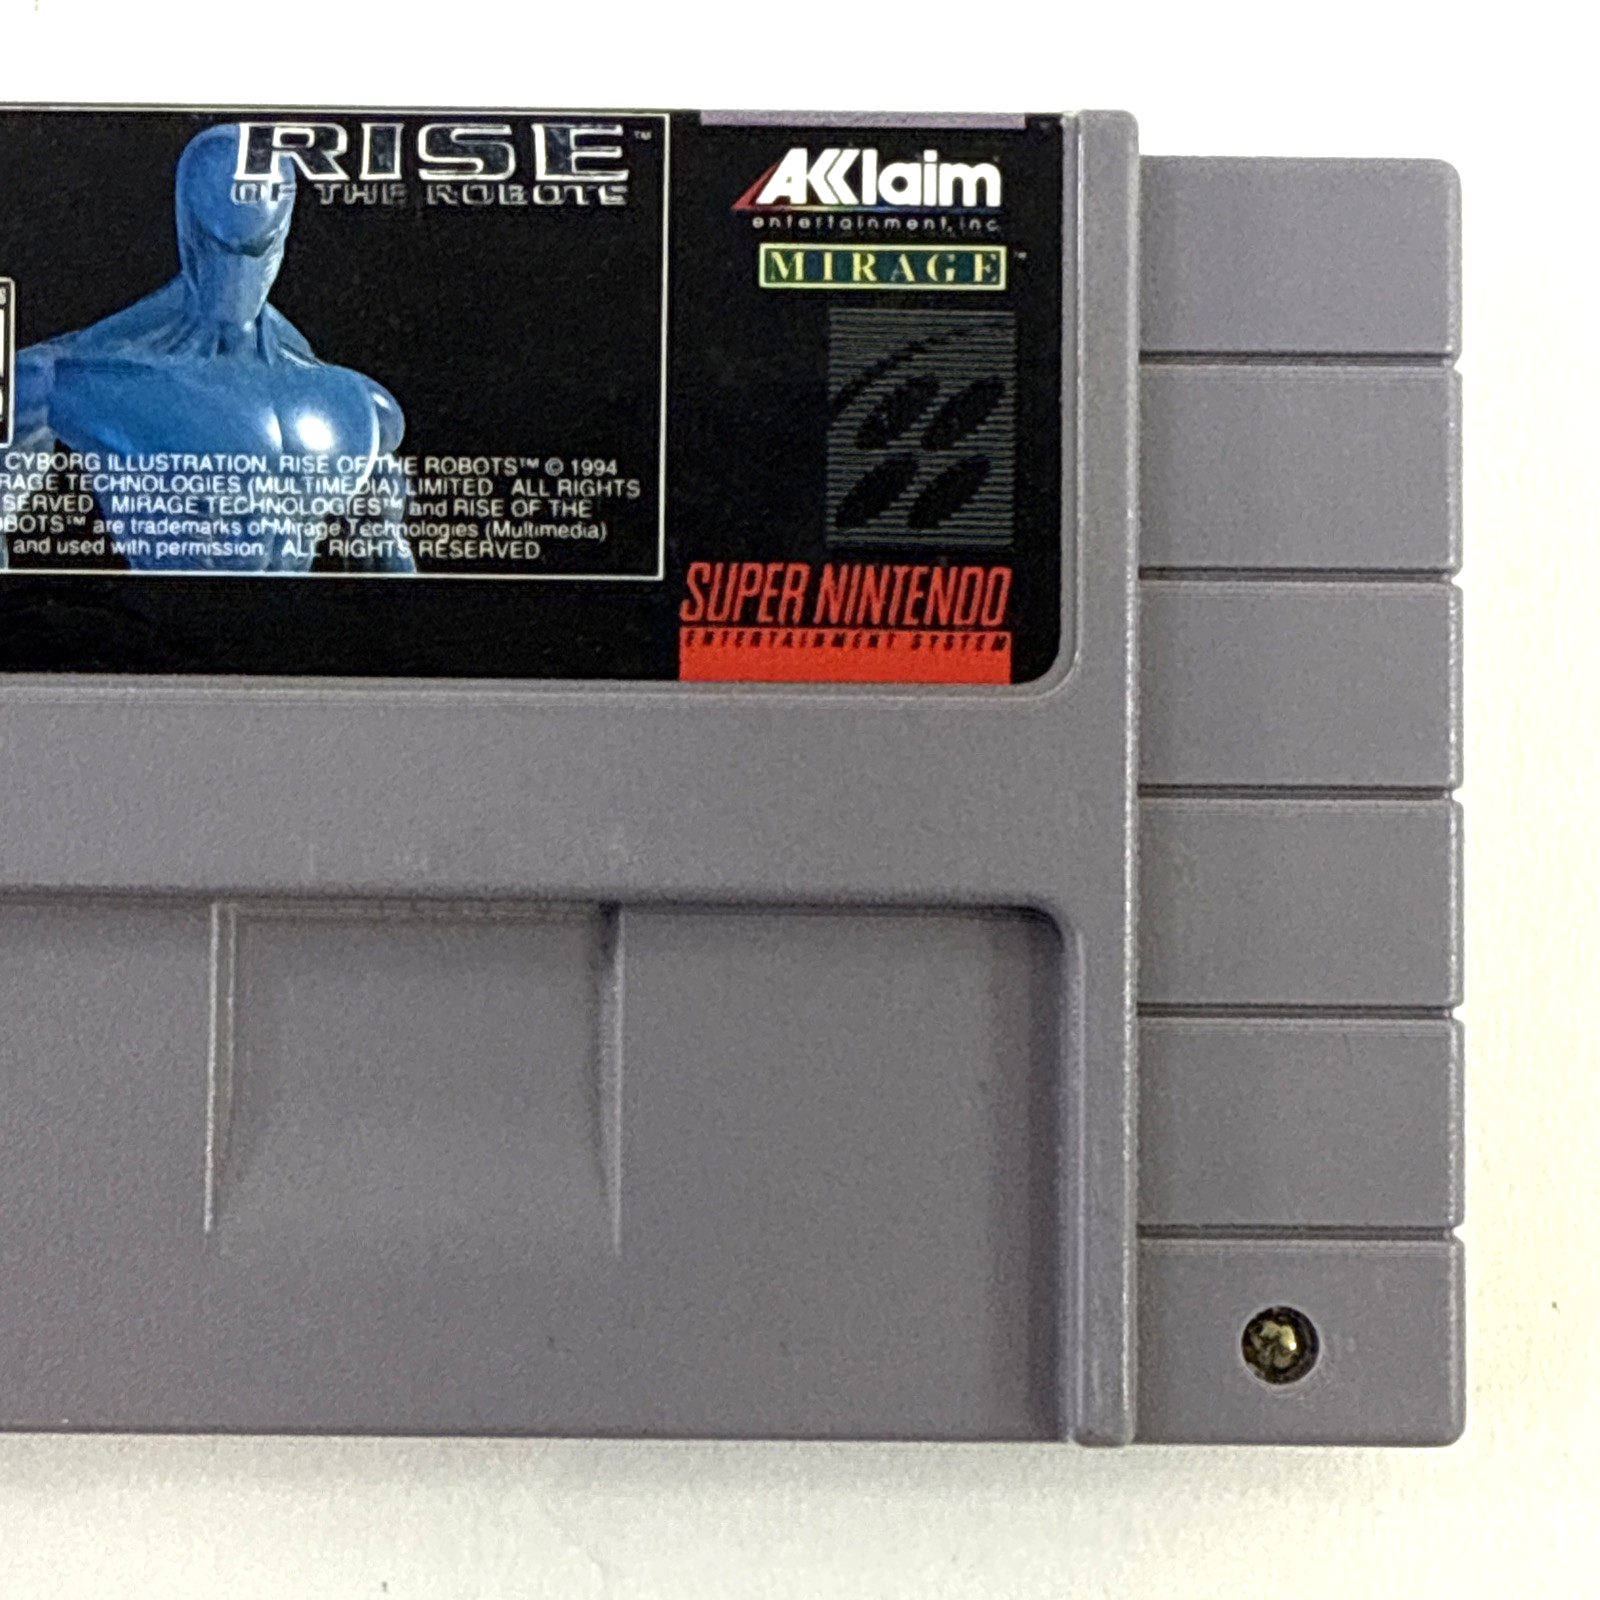 RISE™
OF THE ROBOTS
AKKlaim
entertainment, inc.
MIRAGE™
CYBORG ILLUSTRATION, RISE OF THE ROBOTS™ © 1994
RAGE TECHNOLOGIES (MULTIMEDIA) LIMITED ALL RIGHTS
SERVED MIRAGE TECHNOLOGIES™ and RISE OF THE
OBOTS™ are trademarks of Mirage Technologies (Multimedia)
and used with permission. ALL RIGHTS RESERVED
SUPER NINTENDO
ENTERTAINMENT SYSTEM